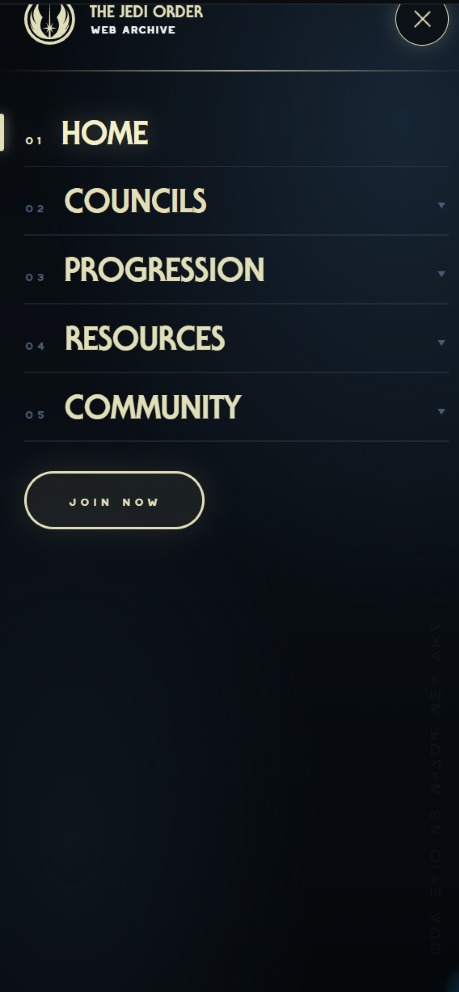 THE JEDI ORDER
WEB ARCHIVE
01 HOME
02 COUNCILS ▼
03 PROGRESSION ▼
04 RESOURCES ▼
05 COMMUNITY ▼
JOIN NOW